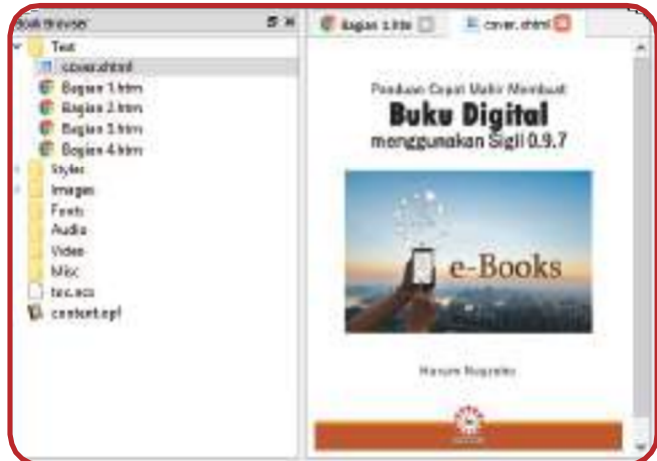 Book Browser
Text
cover.xhtml
Bagian 1.htm
Bagian 2.htm
Bagian 3.htm
Bagian 4.htm
Styles
Images
Fonts
Audio
Video
Misc
toc.ncx
content.opf
Bagian 1.htm
cover.xhtml
Panduan Cepat Mahir Membuat
Buku Digital
menggunakan Sigil 0.9.7
e-Books